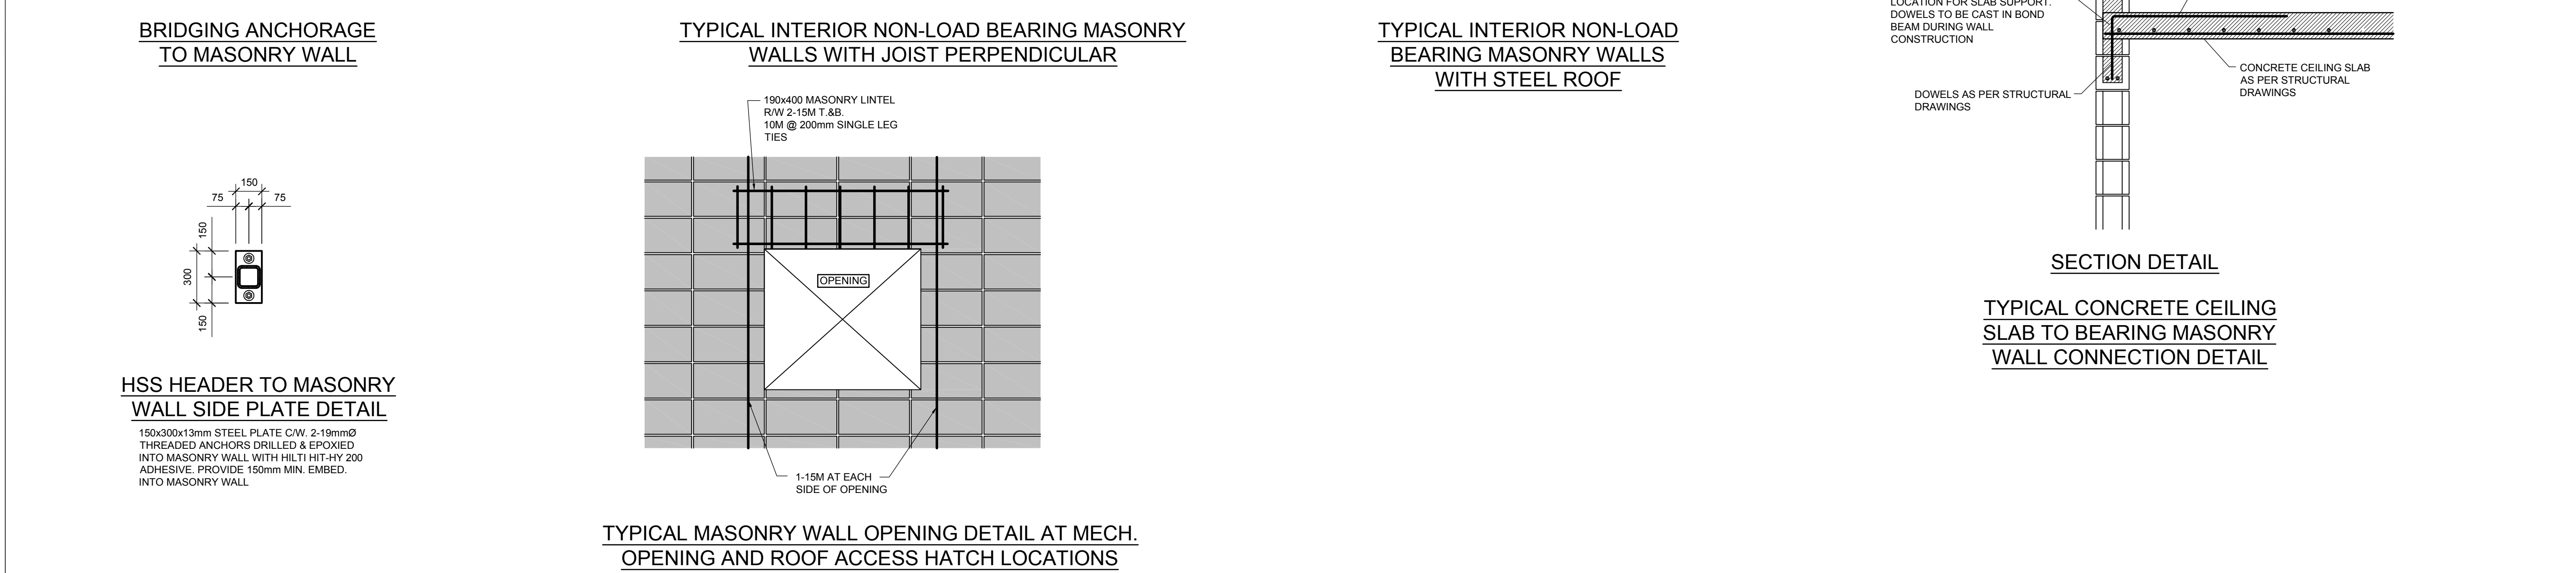 BRIDGING ANCHORAGE
TO MASONRY WALL
150
75
75
150
300
150
HSS HEADER TO MASONRY
WALL SIDE PLATE DETAIL
150x300x13mm STEEL PLATE C/W. 2-19mmØ
THREADED ANCHORS DRILLED & EPOXIED
INTO MASONRY WALL WITH HILTI HIT-HY 200
ADHESIVE. PROVIDE 150mm MIN. EMBED.
INTO MASONRY WALL
TYPICAL INTERIOR NON-LOAD BEARING MASONRY
WALLS WITH JOIST PERPENDICULAR
190x400 MASONRY LINTEL
R/W 2-15M T.&B.
10M @ 200mm SINGLE LEG
TIES
OPENING
1-15M AT EACH
SIDE OF OPENING
TYPICAL MASONRY WALL OPENING DETAIL AT MECH.
OPENING AND ROOF ACCESS HATCH LOCATIONS
TYPICAL INTERIOR NON-LOAD
BEARING MASONRY WALLS
WITH STEEL ROOF
LOCATION FOR SLAB SUPPORT.
DOWELS TO BE CAST IN BOND
BEAM DURING WALL
CONSTRUCTION
DOWELS AS PER STRUCTURAL
DRAWINGS
CONCRETE CEILING SLAB
AS PER STRUCTURAL
DRAWINGS
SECTION DETAIL
TYPICAL CONCRETE CEILING
SLAB TO BEARING MASONRY
WALL CONNECTION DETAIL